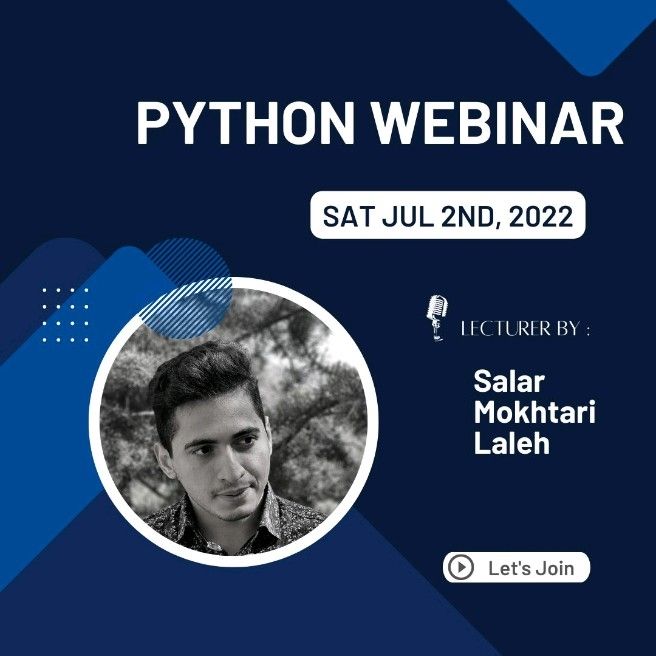 PYTHON WEBINAR
SAT JUL 2ND, 2022
LECTURER BY :
Salar
Mokhtari
Laleh
Let's Join